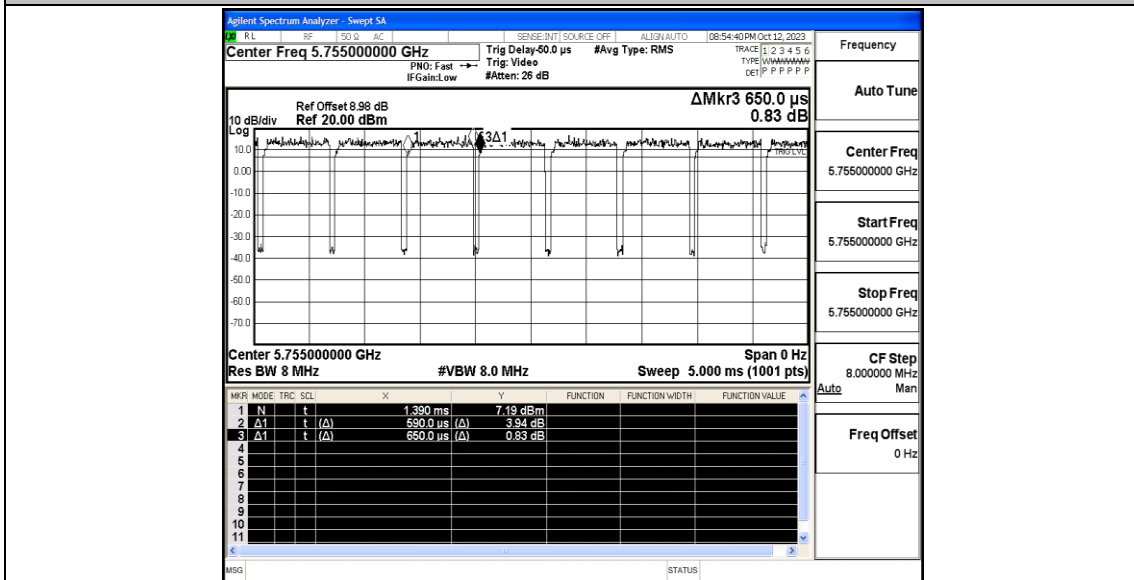 Agilent Spectrum Analyzer - Swept SA
LXI RL RF 50 Ω AC SENSE:INT SOURCE OFF ALIGNAUTO 08:54:40 PM Oct 12, 2023
Center Freq 5.755000000 GHz
PNO: Fast
IFGain:Low
Trig Delay-50.0 µs #Avg Type: RMS
Trig: Video
#Atten: 26 dB
TRACE 1 2 3 4 5 6
TYPE WWWWWW
DET P P P P P P
Frequency
Auto Tune
Center Freq
5.755000000 GHz
Start Freq
5.755000000 GHz
Stop Freq
5.755000000 GHz
CF Step
8.000000 MHz
Auto Man
Freq Offset
0 Hz
ΔMkr3 650.0 µs
0.83 dB
Ref Offset 8.98 dB
10 dB/div Ref 20.00 dBm
Log
10.0
0.00
-10.0
-20.0
-30.0
-40.0
-50.0
-60.0
-70.0
1
3Δ1
TRIG LVL
Center 5.755000000 GHz Span 0 Hz
Res BW 8 MHz #VBW 8.0 MHz Sweep 5.000 ms (1001 pts)
MKR MODE TRC SCL X Y FUNCTION FUNCTION WIDTH FUNCTION VALUE
1 N t 1.390 ms 7.19 dBm
2 Δ1 t (Δ) 590.0 µs (Δ) 3.94 dB
3 Δ1 t (Δ) 650.0 µs (Δ) 0.83 dB
4
5
6
7
8
9
10
11
MSG STATUS